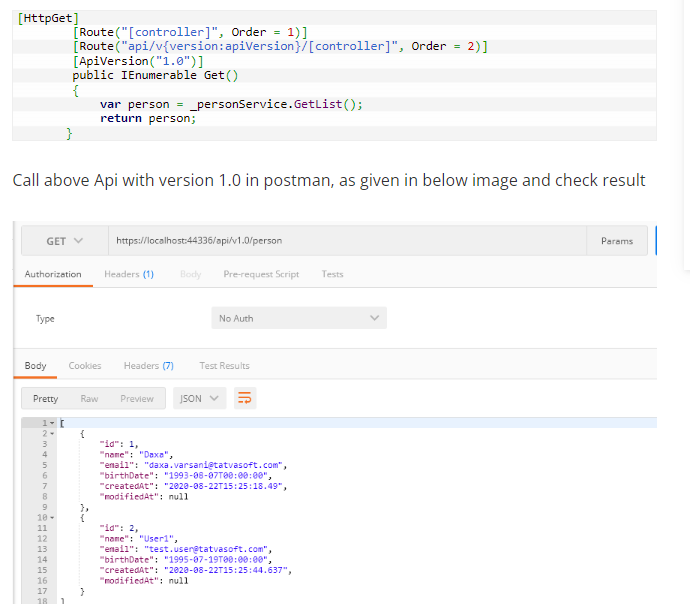 [HttpGet]
[Route("[controller]", Order = 1)]
[Route("api/v{version:apiVersion}/[controller]", Order = 2)]
[ApiVersion("1.0")]
public IEnumerable Get()
{
var person = _personService.GetList();
return person;
}
Call above Api with version 1.0 in postman, as given in below image and check result
GET https://localhost:44336/api/v1.0/person Params
Authorization Headers (1) Body Pre-request Script Tests
Type No Auth
Body Cookies Headers (7) Test Results
Pretty Raw Preview JSON
1 [
2 {
3 "id": 1,
4 "name": "Daxa",
5 "email": "daxa.varsani@tatvasoft.com",
6 "birthDate": "1993-08-07T00:00:00",
7 "createdAt": "2020-08-22T15:25:18.49",
8 "modifiedAt": null
9 },
10 {
11 "id": 2,
12 "name": "User1",
13 "email": "test.user@tatvasoft.com",
14 "birthDate": "1995-07-19T00:00:00",
15 "createdAt": "2020-08-22T15:25:44.637",
16 "modifiedAt": null
17 }
18 ]